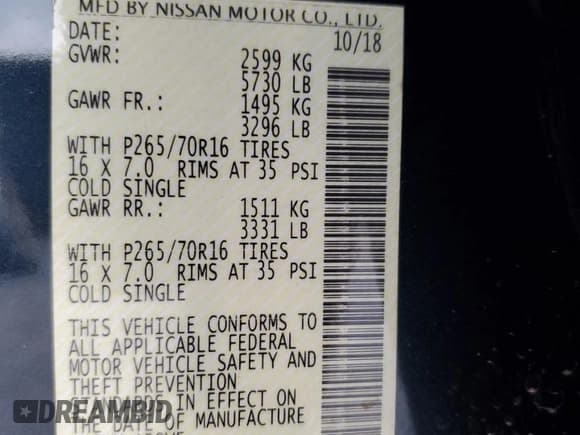 MFD BY NISSAN MOTOR CO., LTD.
DATE: 10/18
GVWR: 2599 KG
5730 LB
GAWR FR.: 1495 KG
3296 LB
WITH P265/70R16 TIRES
16 X 7.0 RIMS AT 35 PSI
COLD SINGLE
GAWR RR.: 1511 KG
3331 LB
WITH P265/70R16 TIRES
16 X 7.0 RIMS AT 35 PSI
COLD SINGLE
THIS VEHICLE CONFORMS TO
ALL APPLICABLE FEDERAL
MOTOR VEHICLE SAFETY AND
THEFT PREVENTION
STANDARDS IN EFFECT ON
THE DATE OF MANUFACTURE
DREAMBID